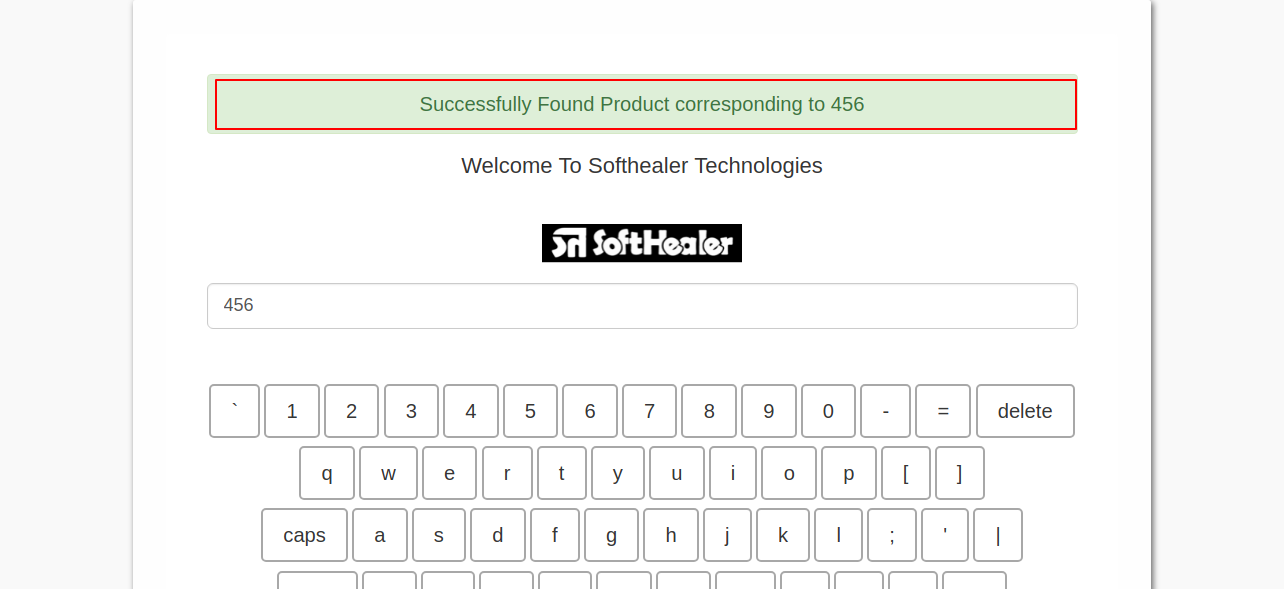 Successfully Found Product corresponding to 456
Welcome To Softhealer Technologies
SoftHealer
456
` 1 2 3 4 5 6 7 8 9 0 - = delete
q w e r t y u i o p [ ]
caps a s d f g h j k l ; ' |